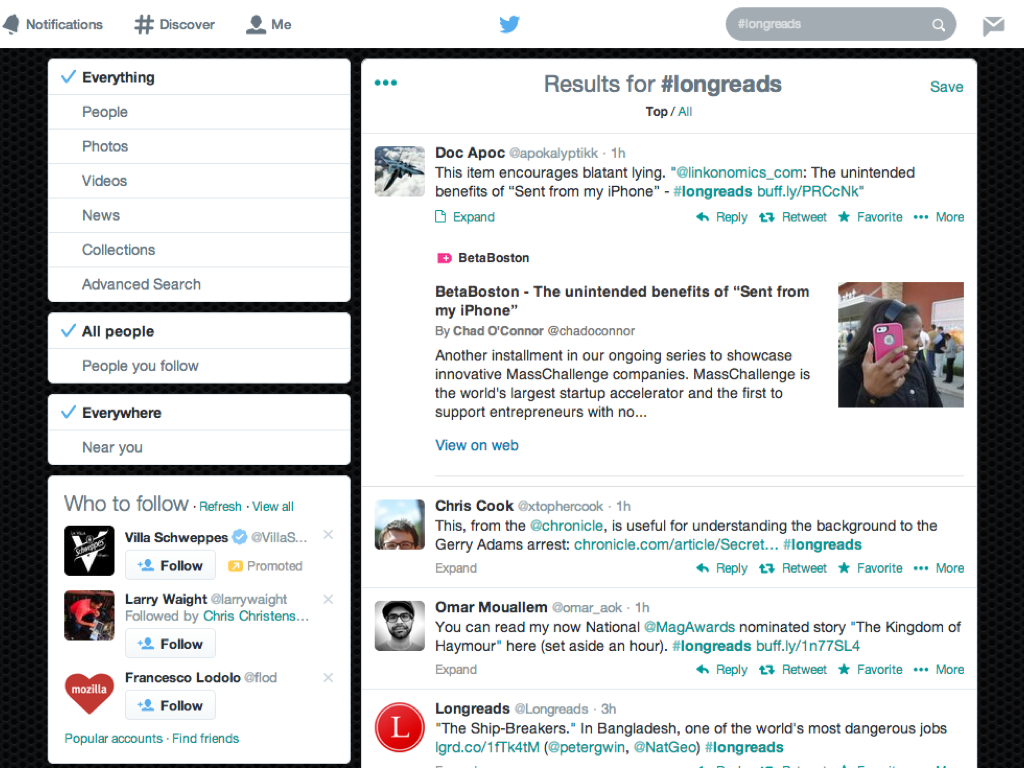 Notifications
Discover
Me
#longreads
Everything
People
Photos
Videos
News
Collections
Advanced Search
All people
People you follow
Everywhere
Near you
Who to follow · Refresh · View all
Villa Schweppes @VillaS...
Follow
Promoted
Larry Waight @larrywaight
Followed by Chris Christens...
Follow
mozilla
Francesco Lodolo @flod
Follow
Popular accounts · Find friends
Results for #longreads
Save
Top / All
Doc Apoc @apokalyptikk · 1h
This item encourages blatant lying. "@linkonomics_com: The unintended
benefits of “Sent from my iPhone” - #longreads buff.ly/PRCcNk"
Expand
Reply Retweet Favorite ••• More
BetaBoston
BetaBoston - The unintended benefits of “Sent from
my iPhone”
By Chad O'Connor @chadoconnor
Another installment in our ongoing series to showcase
innovative MassChallenge companies. MassChallenge is
the world's largest startup accelerator and the first to
support entrepreneurs with no...
View on web
Chris Cook @xtophercook · 1h
This, from the @chronicle, is useful for understanding the background to the
Gerry Adams arrest: chronicle.com/article/Secret… #longreads
Expand
Reply Retweet Favorite ••• More
Omar Mouallem @omar_aok · 1h
You can read my now National @MagAwards nominated story "The Kingdom of
Haymour" here (set aside an hour). #longreads buff.ly/1n77SL4
Expand
Reply Retweet Favorite ••• More
L
Longreads @Longreads · 3h
"The Ship-Breakers." In Bangladesh, one of the world's most dangerous jobs
lgrd.co/1fTk4tM (@petergwin, @NatGeo) #longreads